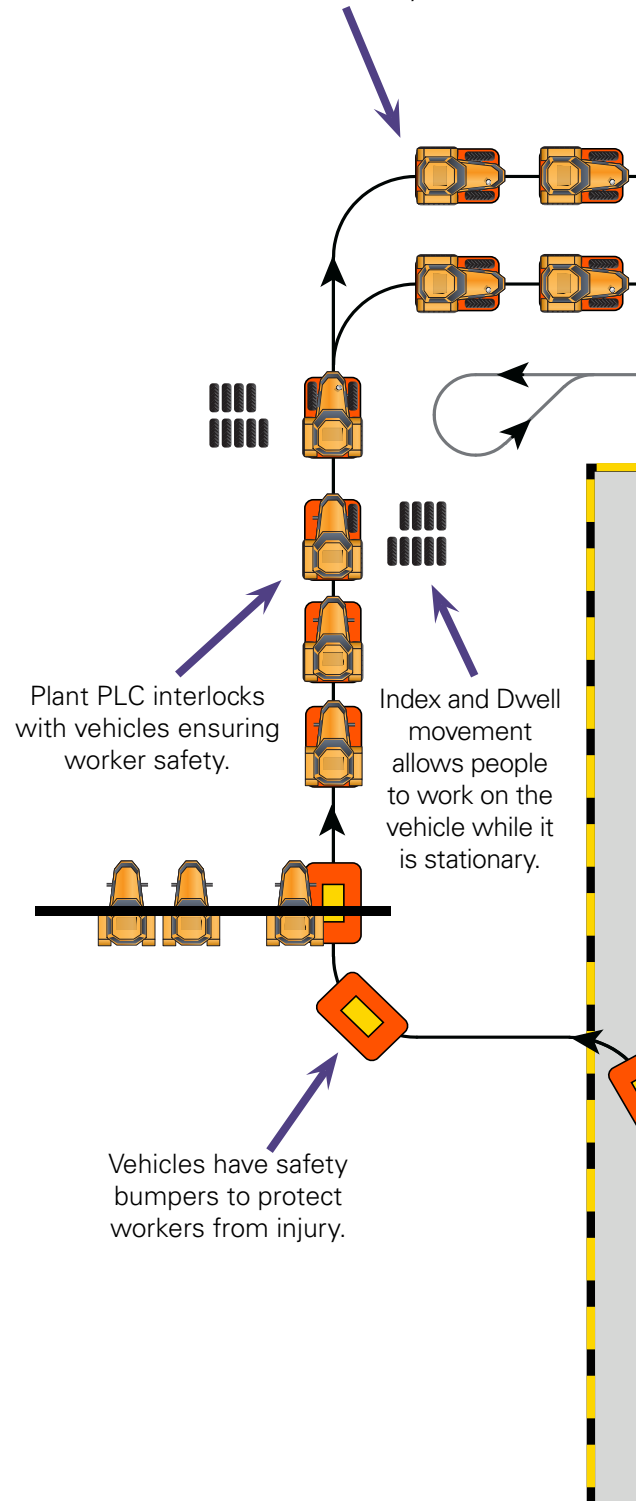 Plant PLC interlocks
with vehicles ensuring
worker safety.
Index and Dwell
movement
allows people
to work on the
vehicle while it
is stationary.
Vehicles have safety
bumpers to protect
workers from injury.